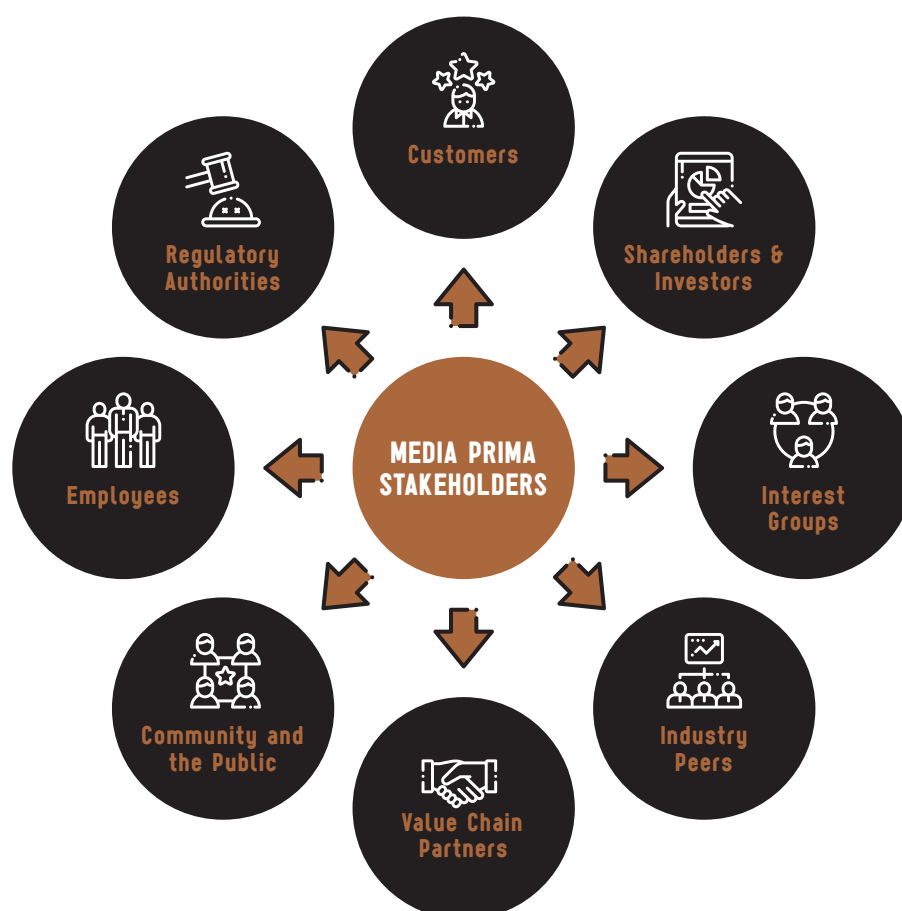 Customers
Regulatory
Authorities
Shareholders &
Investors
Employees
MEDIA PRIMA
STAKEHOLDERS
Interest
Groups
Community and
the Public
Industry
Peers
Value Chain
Partners